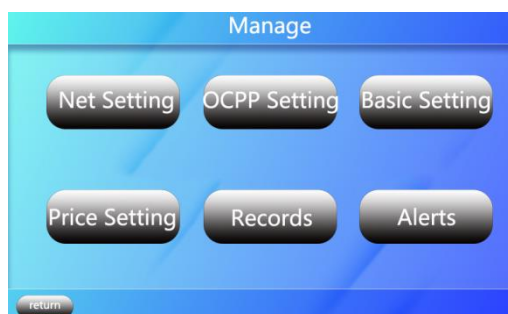 Manage
Net Setting
OCPP Setting
Basic Setting
Price Setting
Records
Alerts
return